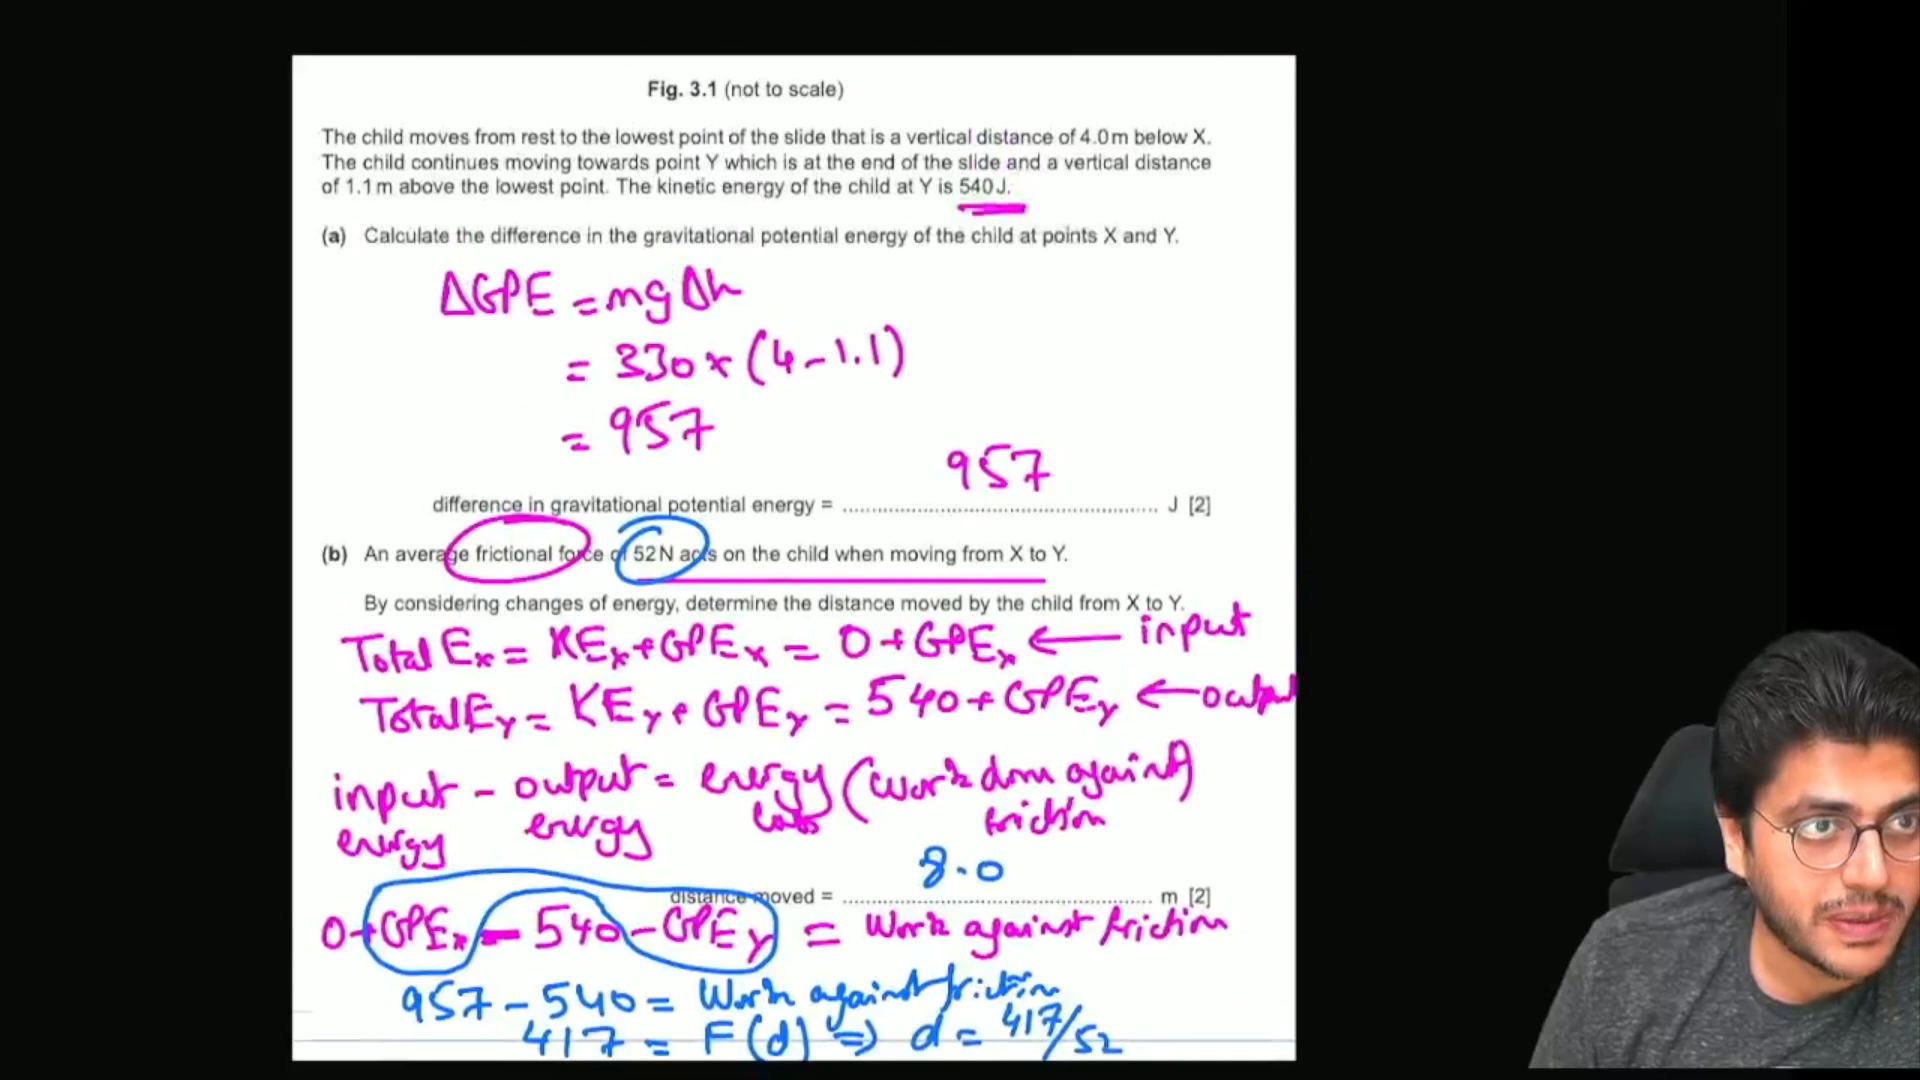 Fig. 3.1 (not to scale)
The child moves from rest to the lowest point of the slide that is a vertical distance of 4.0 m below X.
The child continues moving towards point Y which is at the end of the slide and a vertical distance
of 1.1 m above the lowest point. The kinetic energy of the child at Y is 540 J.
(a) Calculate the difference in the gravitational potential energy of the child at points X and Y.
ΔGPE = mgΔh
= 330 × (4-1.1)
= 957
957
difference in gravitational potential energy = ........................................................ J [2]
(b) An average frictional force of 52 N acts on the child when moving from X to Y.
By considering changes of energy, determine the distance moved by the child from X to Y.
Total Ex = KEx + GPEx = 0 + GPEx ← input
Total Ey = KEy + GPEy = 540 + GPEy ← output
input - output = energy (work done against)
energy energy loss friction
8.0
distance moved = ........................................................ m [2]
0 + GPEx - 540 - GPEy = Work against friction
957 - 540 = Work against friction
417 = F(d) ⇒ d = 417/52